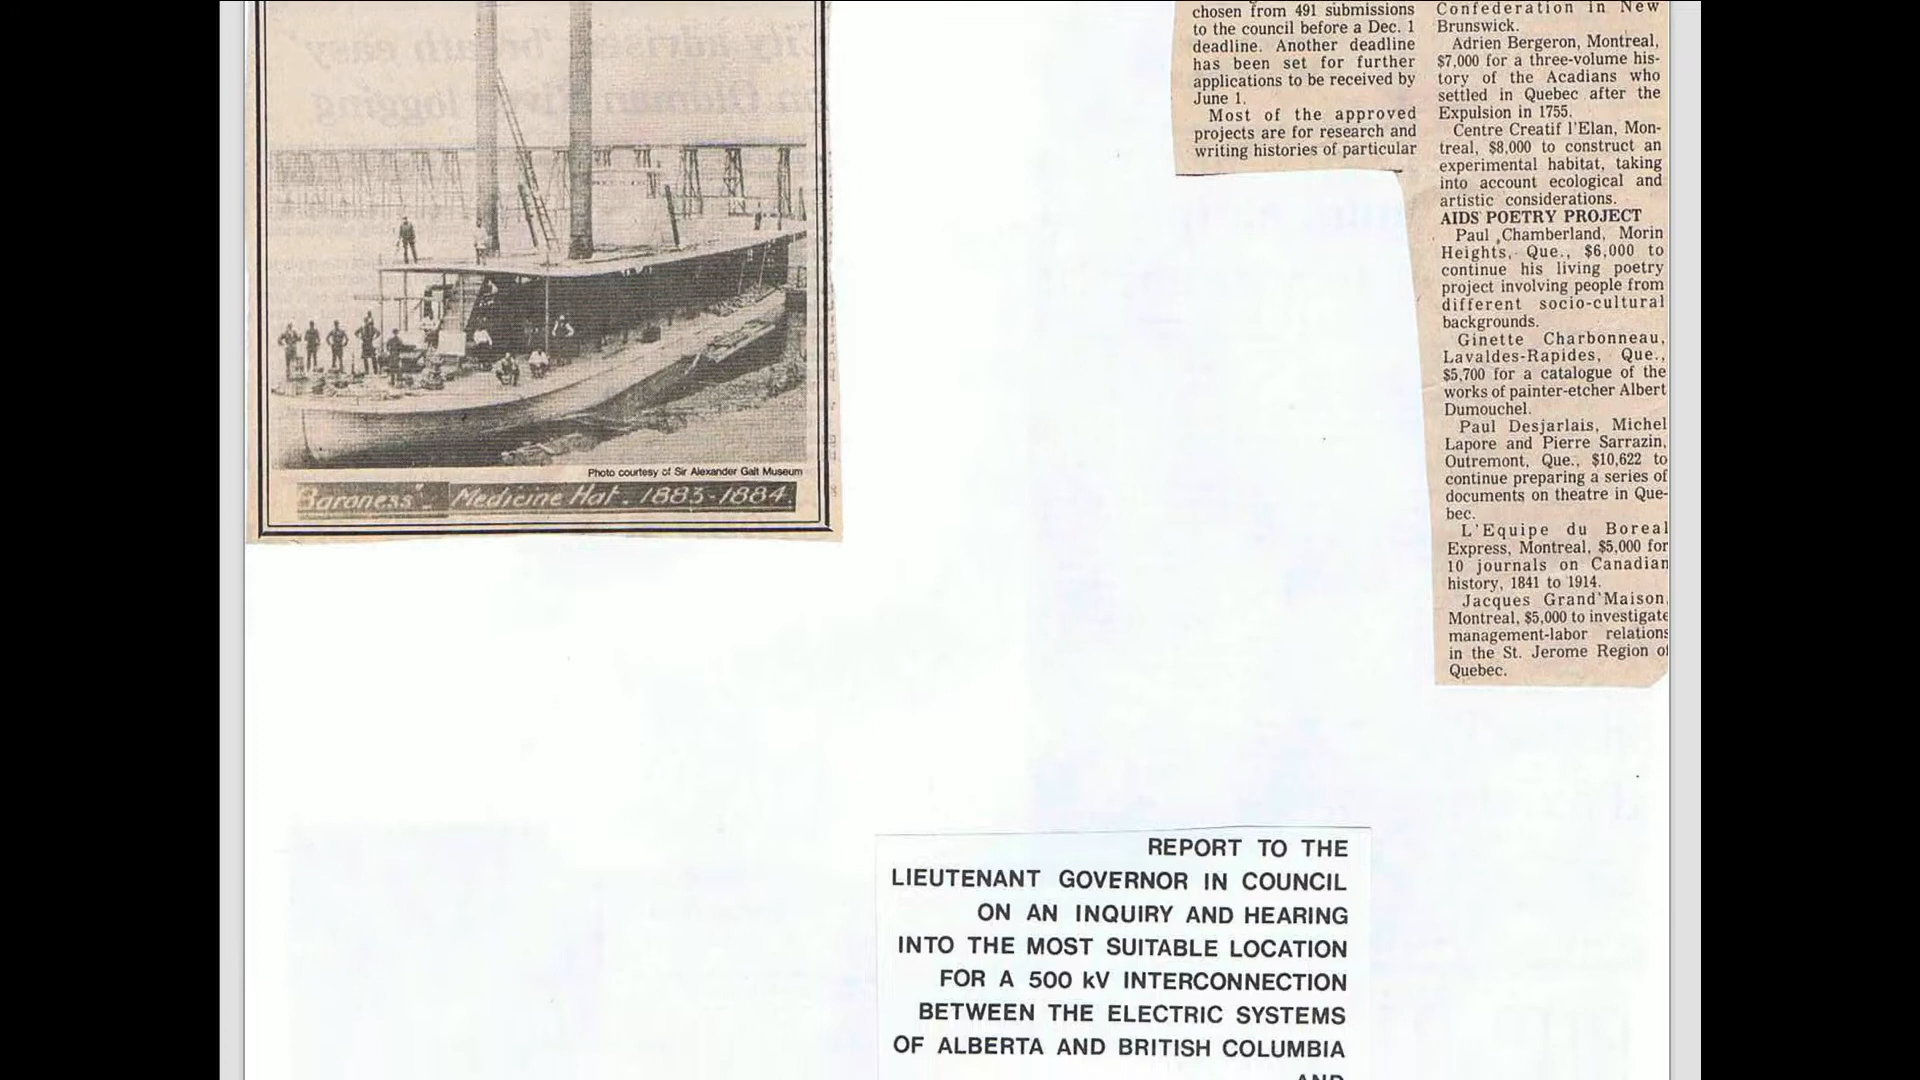 Photo courtesy of Sir Alexander Galt Museum
Baroness". Medicine Hat. 1883-1884.
chosen from 491 submissions
to the council before a Dec. 1
deadline. Another deadline
has been set for further
applications to be received by
June 1.
Most of the approved
projects are for research and
writing histories of particular
Confederation in New
Brunswick.
Adrien Bergeron, Montreal,
$7,000 for a three-volume his-
tory of the Acadians who
settled in Quebec after the
Expulsion in 1755.
Centre Creatif l'Elan, Mon-
treal, $8,000 to construct an
experimental habitat, taking
into account ecological and
artistic considerations.
AIDS POETRY PROJECT
Paul Chamberland, Morin
Heights, Que., $6,000 to
continue his living poetry
project involving people from
different socio-cultural
backgrounds.
Ginette Charbonneau,
Lavaldes-Rapides, Que.,
$5,700 for a catalogue of the
works of painter-etcher Albert
Dumouchel.
Paul Desjarlais, Michel
Lapore and Pierre Sarrazin,
Outremont, Que., $10,622 to
continue preparing a series of
documents on theatre in Que-
bec.
L'Equipe du Boreal
Express, Montreal, $5,000 for
10 journals on Canadian
history, 1841 to 1914.
Jacques Grand'Maison,
Montreal, $5,000 to investigate
management-labor relations
in the St. Jerome Region of
Quebec.
REPORT TO THE
LIEUTENANT GOVERNOR IN COUNCIL
ON AN INQUIRY AND HEARING
INTO THE MOST SUITABLE LOCATION
FOR A 500 kV INTERCONNECTION
BETWEEN THE ELECTRIC SYSTEMS
OF ALBERTA AND BRITISH COLUMBIA
AND